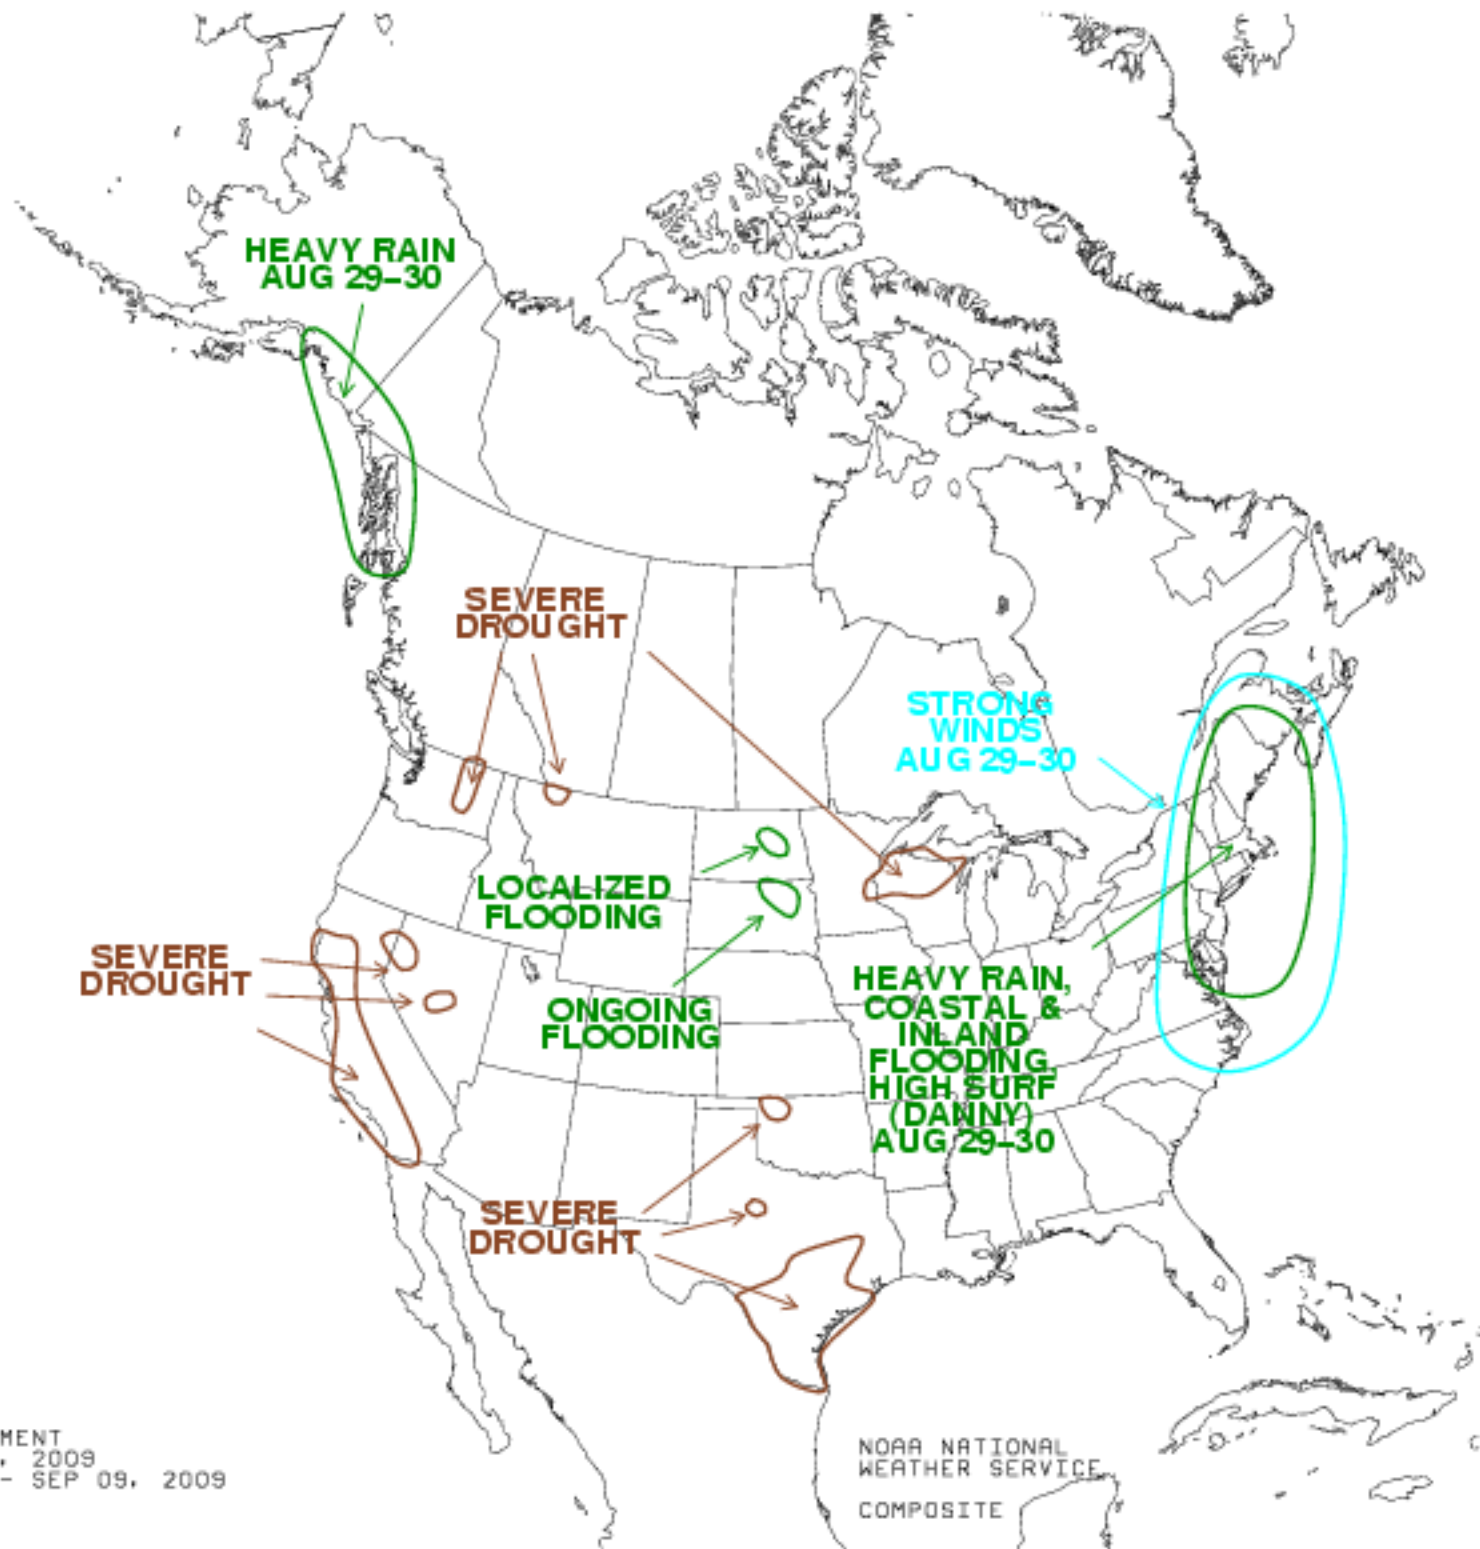 HEAVY RAIN
AUG 29-30
SEVERE
DROUGHT
STRONG
WINDS
AUG 29-30
LOCALIZED
FLOODING
SEVERE
DROUGHT
ONGOING
FLOODING
HEAVY RAIN,
COASTAL &
INLAND
FLOODING,
HIGH SURF
(DANNY)
AUG 29-30
SEVERE
DROUGHT
MENT
, 2009
- SEP 09, 2009
NOAA NATIONAL
WEATHER SERVICE
COMPOSITE